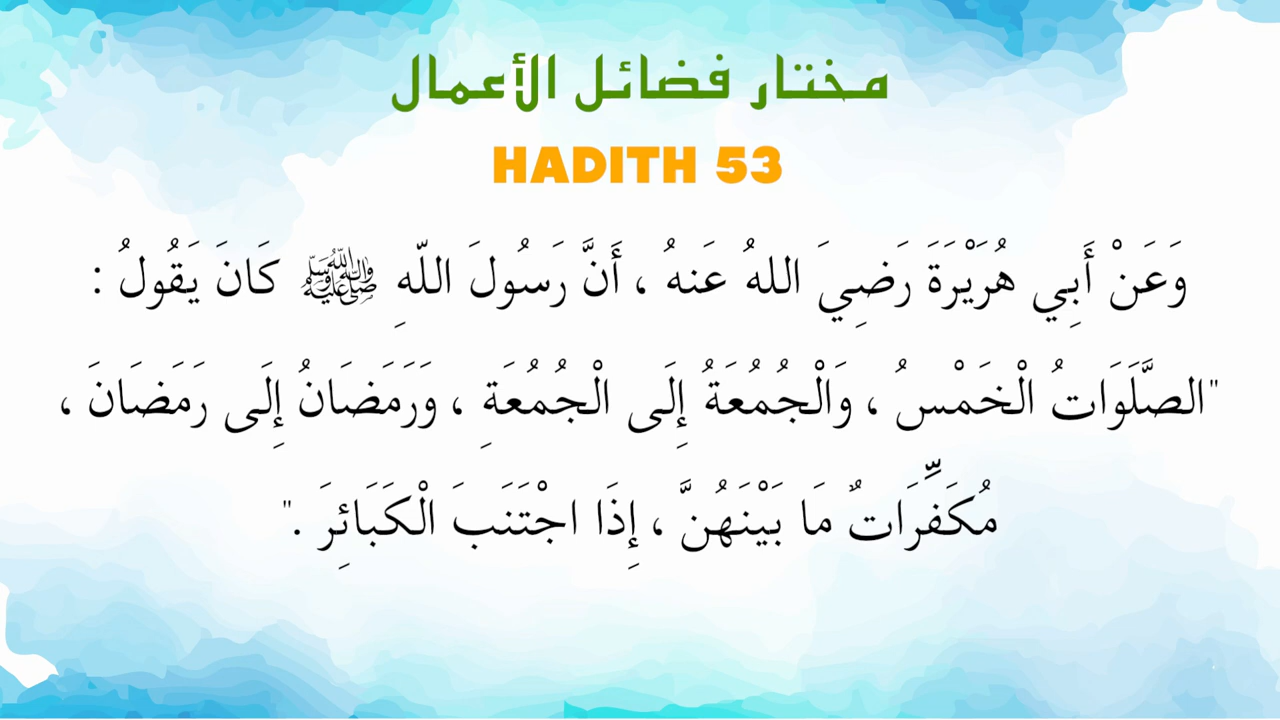 مختار فضائل الأعمال
HADITH 53
وَعَنْ أَبِي هُرَيْرَةَ رَضِيَ اللهُ عَنهُ ، أَنَّ رَسُولَ اللّهِ ﷺ كَانَ يَقُولُ :
"الصَّلَوَاتُ الْخَمْسُ ، وَالْجُمُعَةُ إِلَى الْجُمُعَةِ ، وَرَمَضَانُ إِلَى رَمَضَانَ ،
مُكَفِّرَاتٌ مَا بَيْنَهُنَّ ، إِذَا اجْتَنَبَ الْكَبَائِرَ ."